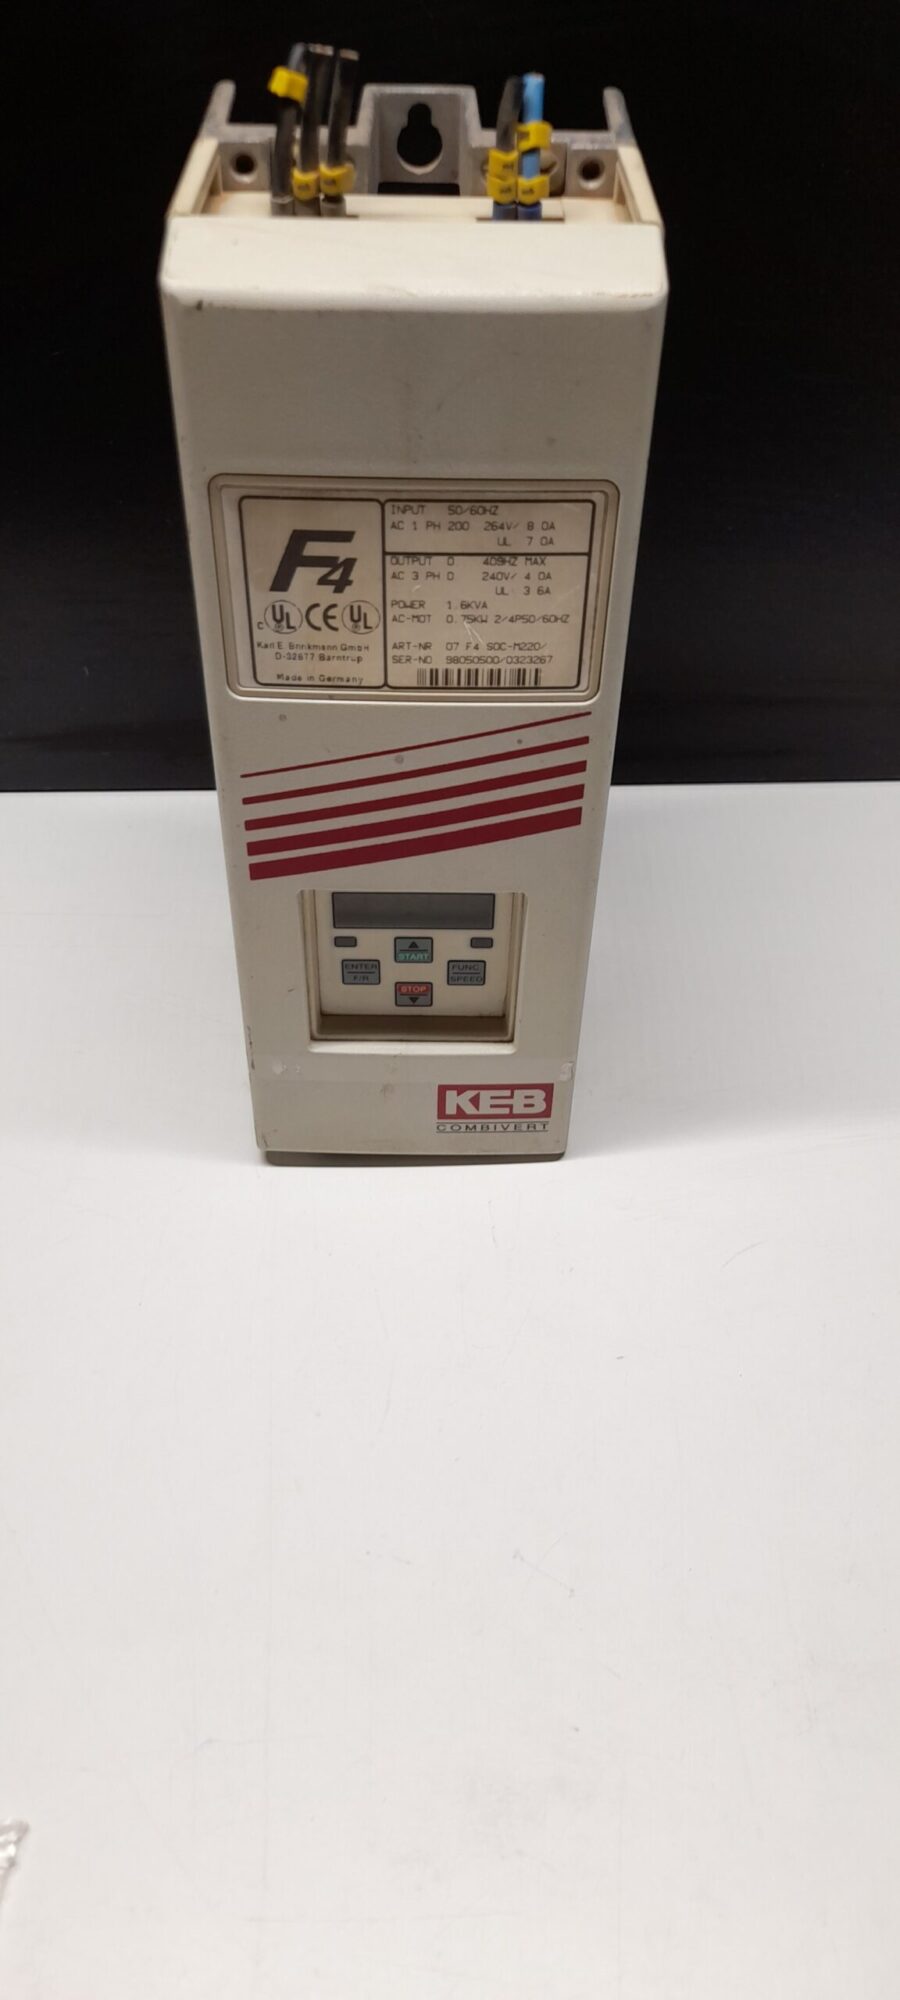 F4
c UL CE UL
Karl E. Brinkmann GmbH
D-32677 Barntrup
Made in Germany
INPUT 50/60HZ
AC 1 PH 200 264V/ 8 0A
UL 7 0A
OUTPUT 0 409HZ MAX
AC 3 PH 0 240V/ 4 0A
UL 3 6A
POWER 1.6KVA
AC-MOT 0.75KW 2/4P50/60HZ
ART-NR 07 F4 S0C-M220/
SER-NO 98050500/0323267
START
ENTER
F/R
FUNC.
SPEED
STOP
KEB
COMBIVERT